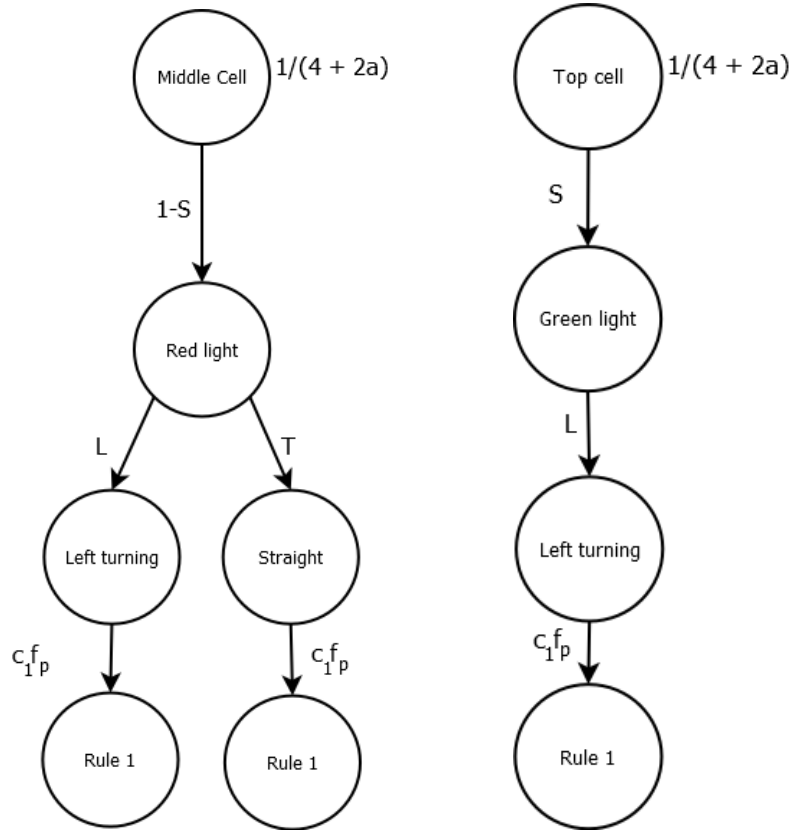 Middle Cell
1/(4 + 2a)
1-S
Red light
L
T
Left turning
Straight
c₁fₚ
c₁fₚ
Rule 1
Rule 1
Top cell
1/(4 + 2a)
S
Green light
L
Left turning
c₁fₚ
Rule 1